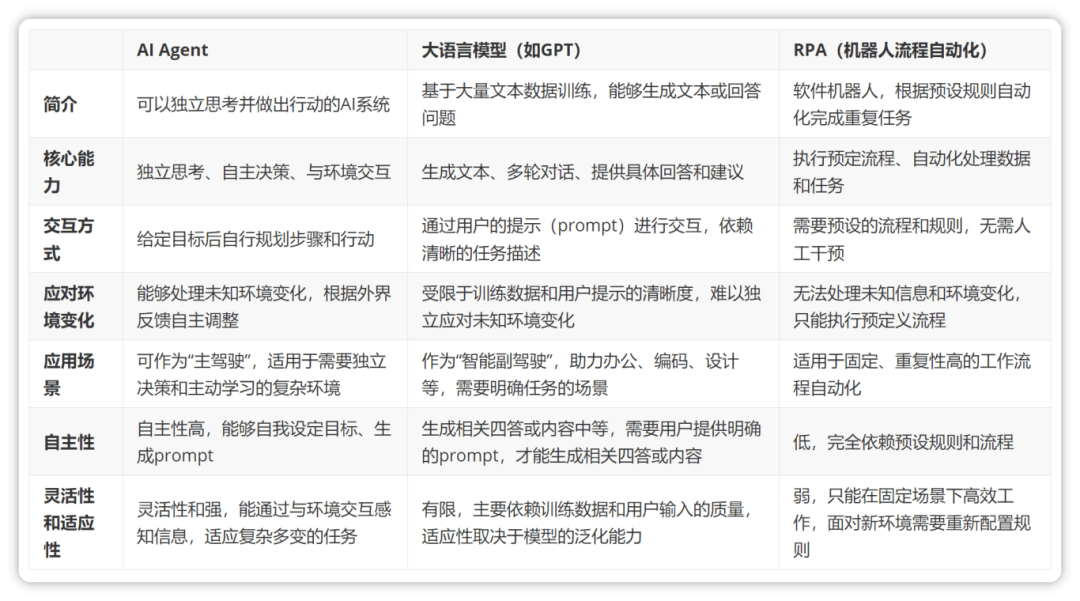 AI Agent
大语言模型（如GPT）
RPA（机器人流程自动化）
简介
可以独立思考并做出行动的AI系统
基于大量文本数据训练，能够生成文本或回答
问题
软件机器人，根据预设规则自动
化完成重复任务
核心能
力
独立思考、自主决策、与环境交互
生成文本、多轮对话、提供具体回答和建议
执行预定流程、自动化处理数据
和任务
交互方
式
给定目标后自行规划步骤和行动
通过用户的提示（prompt）进行交互，依赖
清晰的任务描述
需要预设的流程和规则，无需人
工干预
应对环
境变化
能够处理未知环境变化，根据外界
反馈自主调整
受限于训练数据和用户提示的清晰度，难以独
立应对未知环境变化
无法处理未知信息和环境变化，
只能执行预定义流程
应用场
景
可作为“主驾驶”，适用于需要独立
决策和主动学习的复杂环境
作为“智能副驾驶”，助力办公、编码、设计
等，需要明确任务的场景
适用于固定、重复性高的工作流
程自动化
自主性
自主性高，能够自我设定目标、生
成prompt
生成相关四答或内容中等，需要用户提供明确
的prompt，才能生成相关四答或内容
低，完全依赖预设规则和流程
灵活性
和适应
性
灵活性和强，能通过与环境交互感
知信息，适应复杂多变的任务
有限，主要依赖训练数据和用户输入的质量，
适应性取决于模型的泛化能力
弱，只能在固定场景下高效工
作，面对新环境需要重新配置规
则